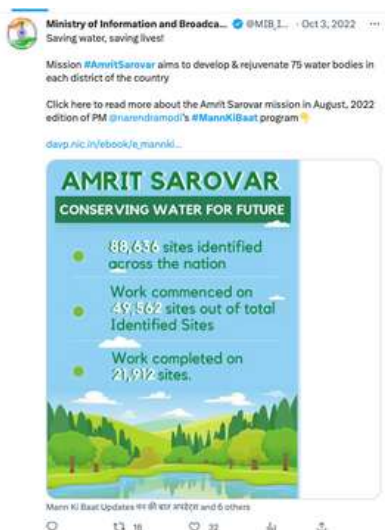 Ministry of Information and Broadca... @MIB_I... · Oct 3, 2022 ...
Saving water, saving lives!
Mission #AmritSarovar aims to develop & rejuvenate 75 water bodies in
each district of the country
Click here to read more about the Amrit Sarovar mission in August, 2022
edition of PM @narendramodi's #MannKiBaat program👇
davp.nic.in/ebook/e_mannki...
AMRIT SAROVAR
CONSERVING WATER FOR FUTURE
88,636 sites identified
across the nation
Work commenced on
49,562 sites out of total
Identified Sites
Work completed on
21,912 sites.
Mann Ki Baat Updates मन की बात अपडेट्स and 6 others
16 32